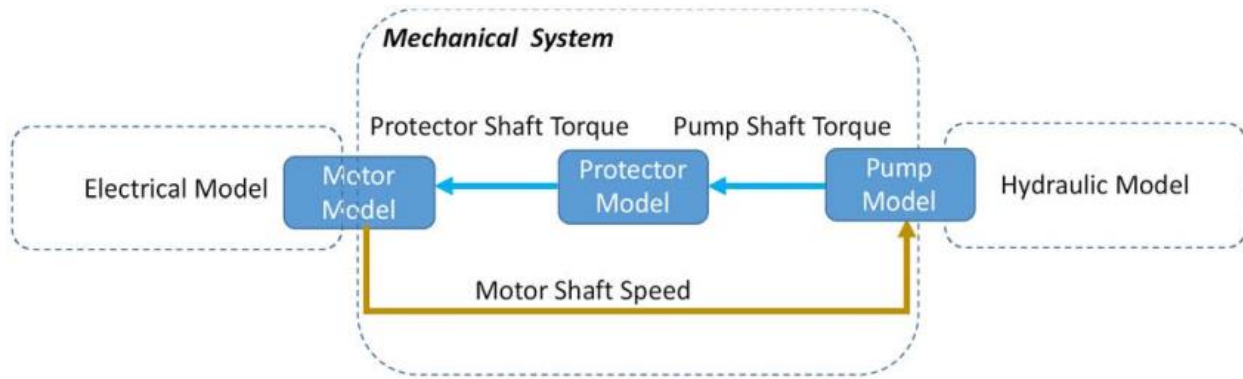 Mechanical System
Protector Shaft Torque
Pump Shaft Torque
Electrical Model
Motor
Model
Protector
Model
Pump
Model
Hydraulic Model
Motor Shaft Speed